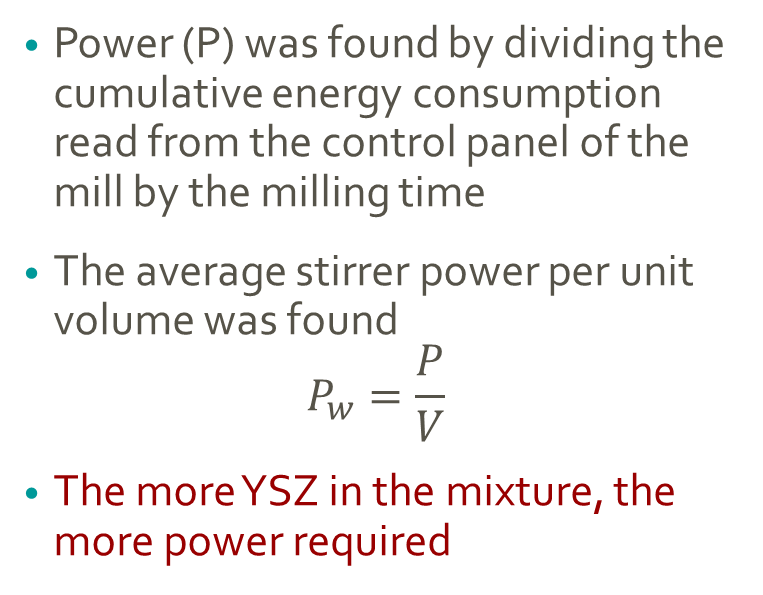 • Power (P) was found by dividing the
cumulative energy consumption
read from the control panel of the
mill by the milling time
• The average stirrer power per unit
volume was found
P_w = P/V
• The more YSZ in the mixture, the
more power required